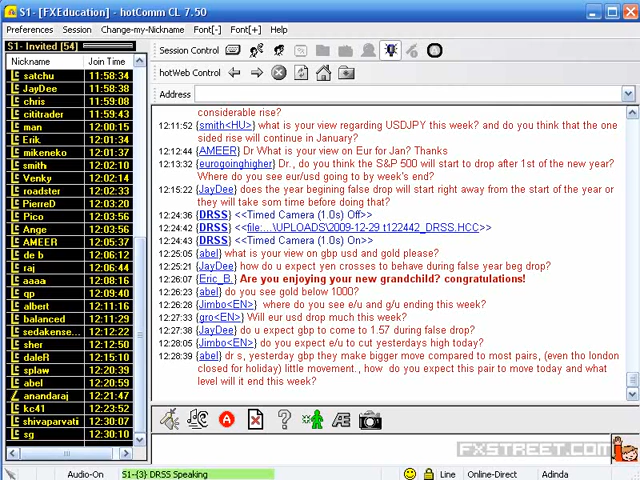 S1- [FXEducation] - hotComm CL 7.50
Preferences Session Change-my-Nickname Font[-] Font[+] Help
S1- Invited [54]
Session Control
Nickname Join Time
hotWeb Control
Address
satchu 11:58:34
JayDee 11:58:38
chris 11:59:08
cititrader 11:59:43
man 12:00:15
Erik 12:01:34
mikeneko 12:01:37
smith 12:02:10
Venky 12:02:14
roadster 12:02:33
PierreD 12:03:20
Pico 12:03:56
Ange 12:03:56
AMEER 12:05:37
de b 12:06:12
raj 12:06:44
aaaa 12:08:16
qp 12:09:40
albert 12:11:16
balanced 12:11:29
sedakense... 12:12:22
sher 12:12:50
daleR 12:15:10
splaw 12:20:39
abel 12:20:59
anandaraj 12:21:47
kc41 12:23:52
shivaparvati 12:30:07
sg 12:30:10
considerable rise?
12:11:52 {smith<HU>} what is your view regarding USDJPY this week? and do you think that the one
sided rise will continue in January?
12:12:44 {AMEER} Dr What is your view on Eur for Jan? Thanks
12:13:32 {eurogoinghigher} Dr., do you think the S&P 500 will start to drop after 1st of the new year?
Where do you see eur/usd going to by week's end?
12:15:22 {JayDee} does the year begining false drop will start right away from the start of the year or
they will take som time before doing that?
12:24:36 {DRSS} <<Timed Camera (1.0s) Off>>
12:24:42 {DRSS} <<file:...\UPLOADS\2009-12-29 t122442_DRSS.HCC>>
12:24:43 {DRSS} <<Timed Camera (1.0s) On>>
12:25:05 {abel} what is your view on gbp usd and gold please?
12:25:21 {JayDee} how do u expect yen crosses to behave during false year beg drop?
12:26:07 {Eric_B.} Are you enjoying your new grandchild? congratulations!
12:26:23 {abel} do you see gold below 1000?
12:26:28 {Jimbo<EN>} where do you see e/u and g/u ending this week?
12:27:33 {gro<EN>} Will eur usd drop much this week?
12:27:38 {JayDee} do u expect gbp to come to 1.57 during false drop?
12:28:05 {Jimbo<EN>} do you expect e/u to cut yesterdays high today?
12:28:39 {abel} dr s, yesterday gbp they make bigger move compared to most pairs, (even tho london
closed for holiday) little movement., how do you expect this pair to move today and what
level will it end this week?
FXSTREET.COM
Audio-On S1-{3} DRSS Speaking Line Online-Direct Adinda